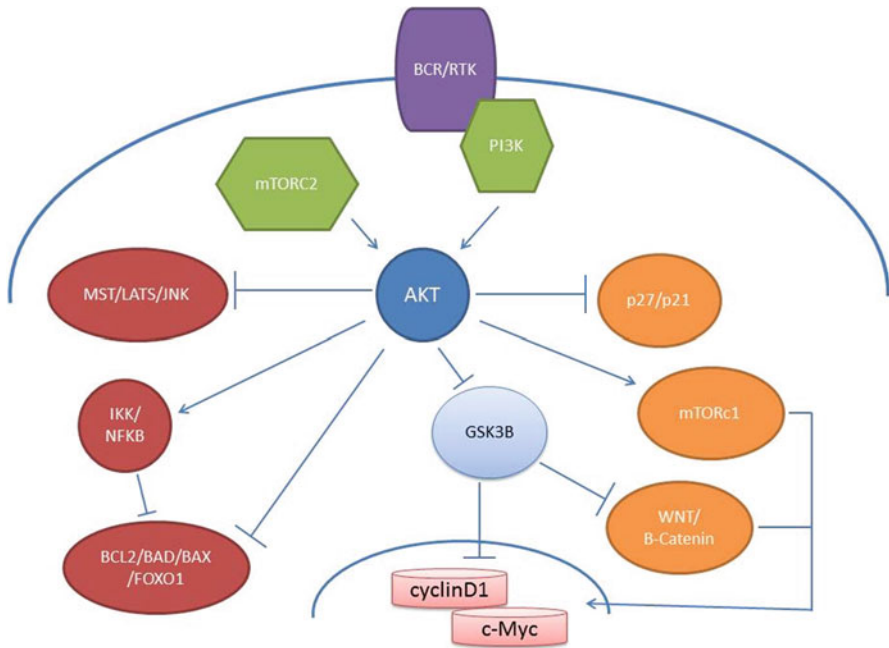 BCR/RTK
PI3K
mTORC2
AKT
MST/LATS/JNK
p27/p21
IKK/
NFKB
GSK3B
mTORc1
WNT/
B-Catenin
BCL2/BAD/BAX
/FOXO1
cyclinD1
c-Myc